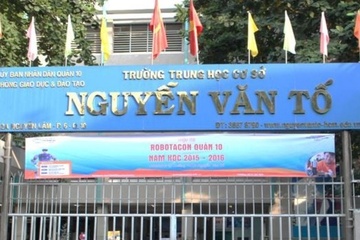 ỦY BAN NHÂN DÂN QUẬN 10
PHÒNG GIÁO DỤC & ĐÀO TẠO
TRƯỜNG TRUNG HỌC CƠ SỞ
NGUYỄN VĂN TỐ
ROBOTACON QUẬN 10
NĂM HỌC 2015 - 2016